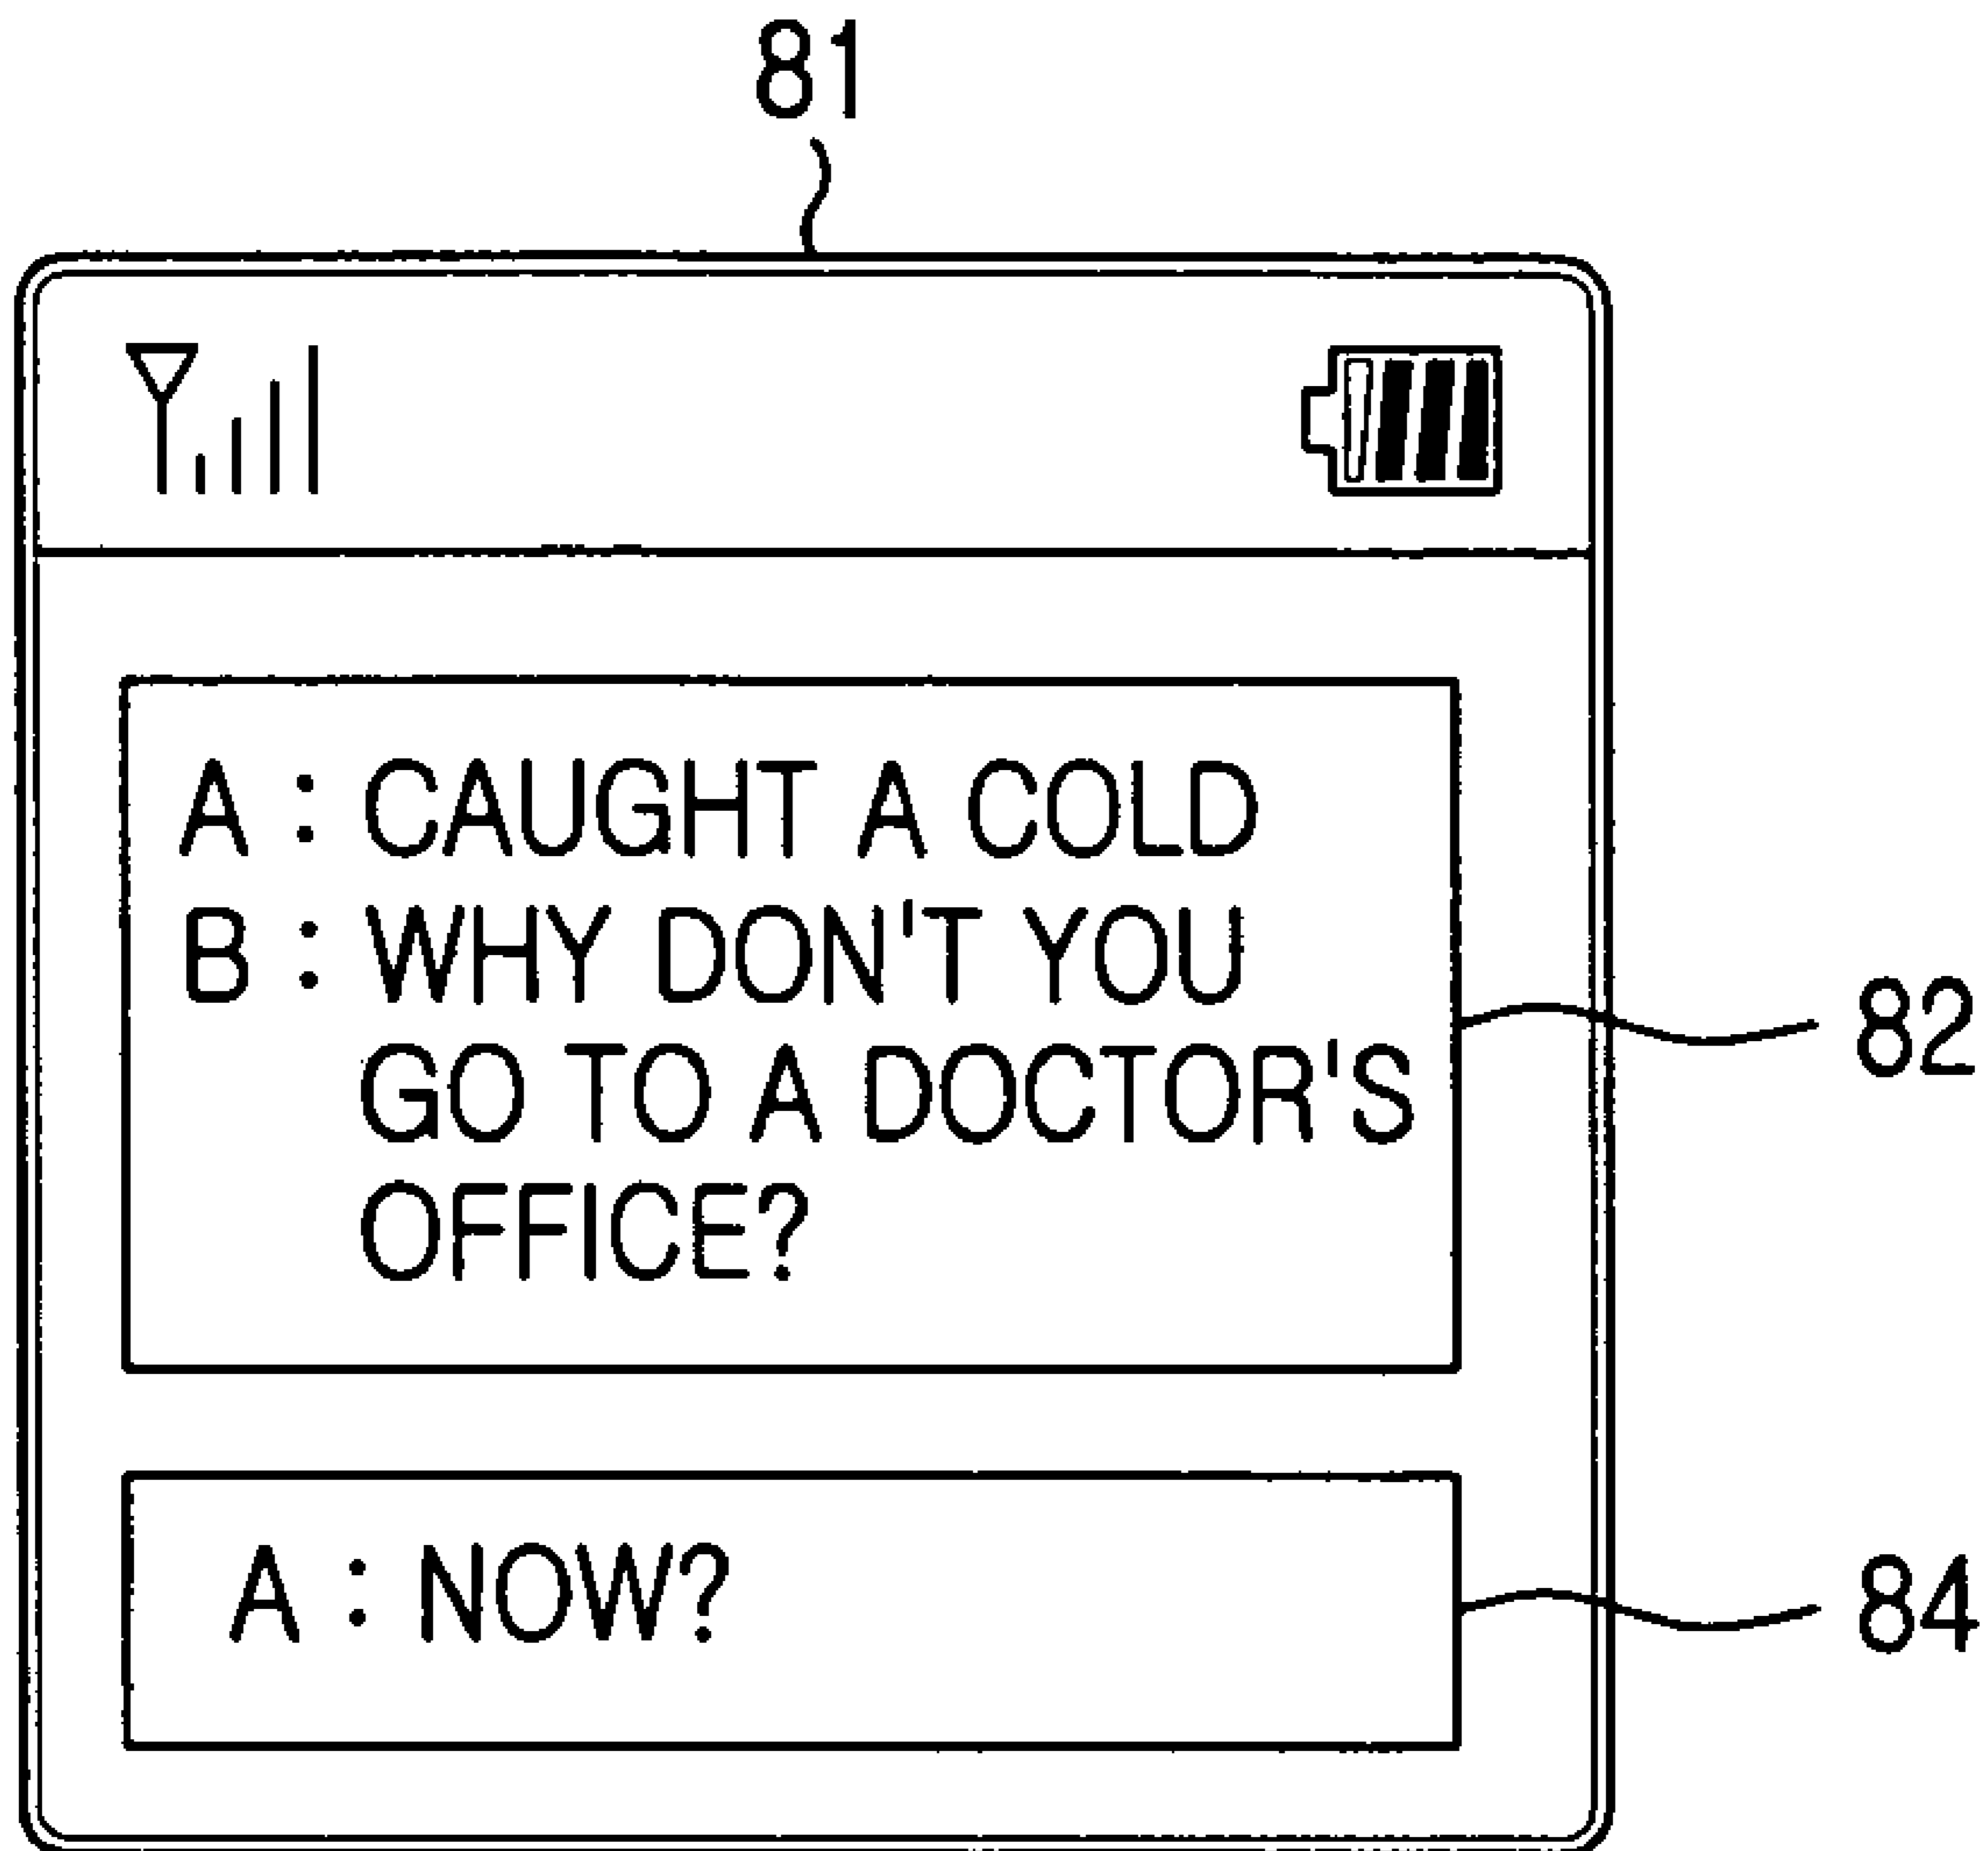 81
A : CAUGHT A COLD
B : WHY DON'T YOU
GO TO A DOCTOR'S
OFFICE?
82
A : NOW?
84